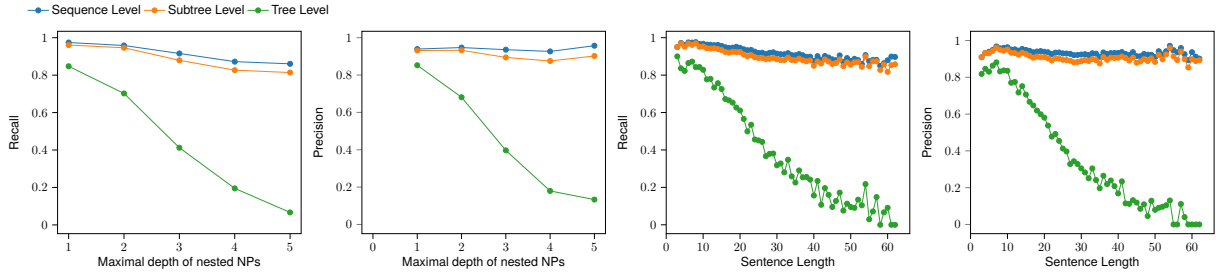 Sequence Level Subtree Level Tree Level
1
0.8
0.6
0.4
0.2
0
Recall
1 2 3 4 5
Maximal depth of nested NPs
1
0.8
0.6
0.4
0.2
0
Precision
0 1 2 3 4 5
Maximal depth of nested NPs
1
0.8
0.6
0.4
0.2
0
Recall
0 10 20 30 40 50 60
Sentence Length
1
0.8
0.6
0.4
0.2
0
Precision
0 10 20 30 40 50 60
Sentence Length